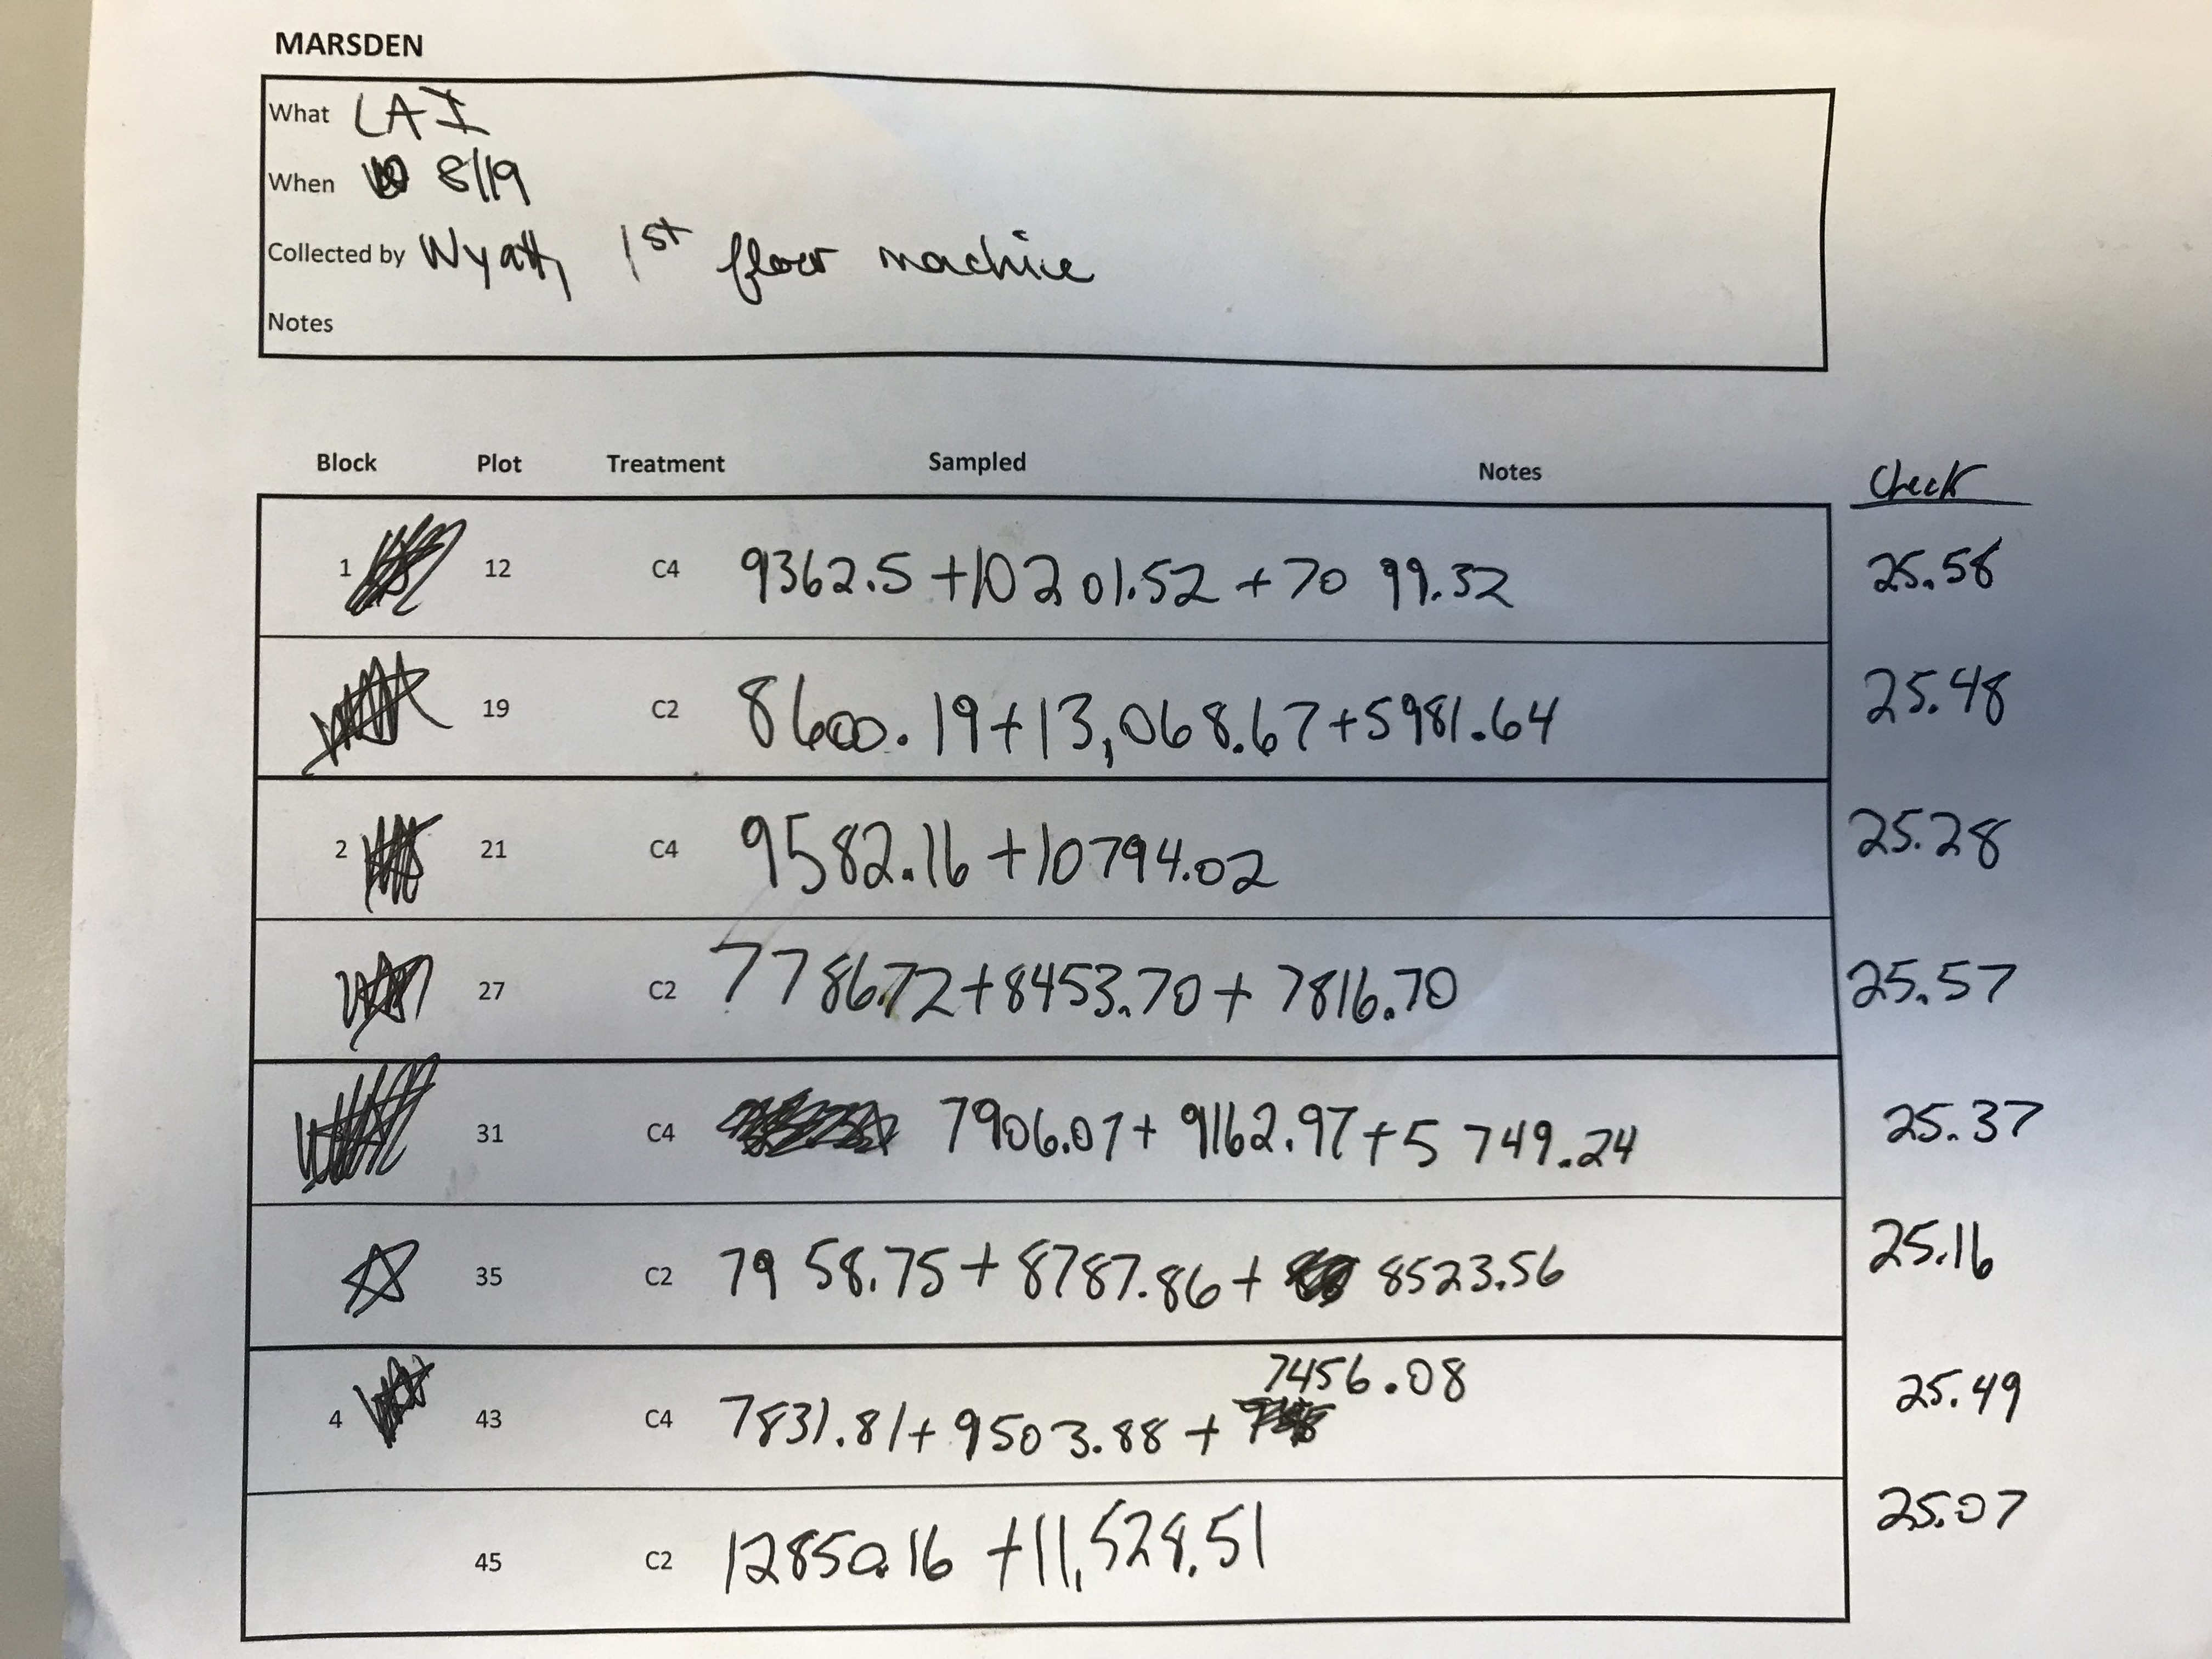 MARSDEN
What LAI
When 8/19
Collected by Wyatt, 1st floor machine
Notes
Block Plot Treatment Sampled Notes Check
1 12 C4 9362.5 + 10201.52 + 7099.32 25.58
19 C2 8600.19 + 13,068.67 + 5981.64 25.48
2 21 C4 9582.16 + 10794.02 25.28
27 C2 7786.72 + 8453.70 + 7816.70 25.57
31 C4 7906.07 + 9162.97 + 5749.24 25.37
35 C2 7958.75 + 8787.86 + 8523.56 25.16
4 43 C4 7831.81 + 9503.88 + 7456.08 25.49
45 C2 12850.16 + 11,528.51 25.07